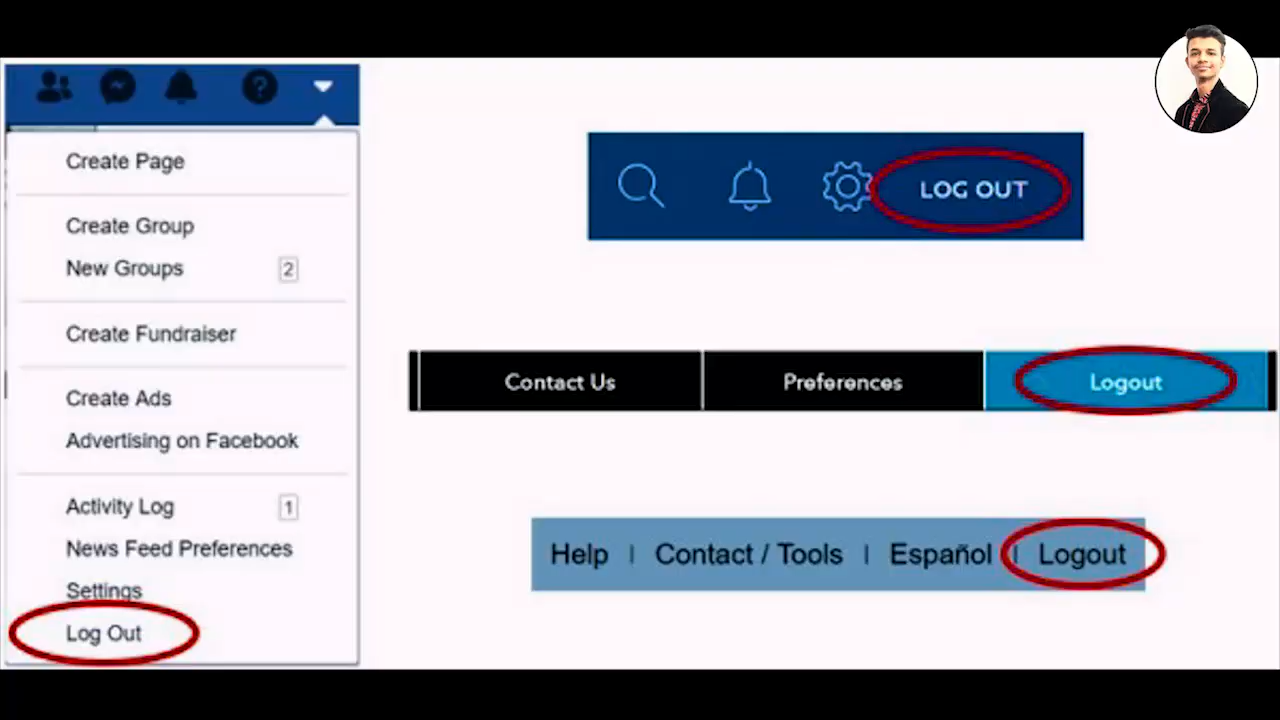 Create Page
Create Group
New Groups 2
Create Fundraiser
Create Ads
Advertising on Facebook
Activity Log 1
News Feed Preferences
Settings
Log Out
LOG OUT
Contact Us Preferences Logout
Help | Contact / Tools | Español | Logout